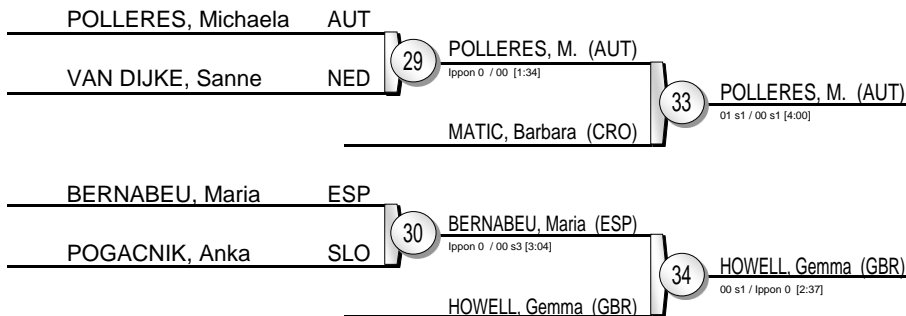 POLLERES, Michaela AUT
29
POLLERES, M. (AUT)
Ippon 0 / 00 [1:34]
VAN DIJKE, Sanne NED
33
POLLERES, M. (AUT)
01 s1 / 00 s1 [4:00]
MATIC, Barbara (CRO)
BERNABEU, Maria ESP
30
BERNABEU, Maria (ESP)
Ippon 0 / 00 s3 [3:04]
POGACNIK, Anka SLO
34
HOWELL, Gemma (GBR)
00 s1 / Ippon 0 [2:37]
HOWELL, Gemma (GBR)